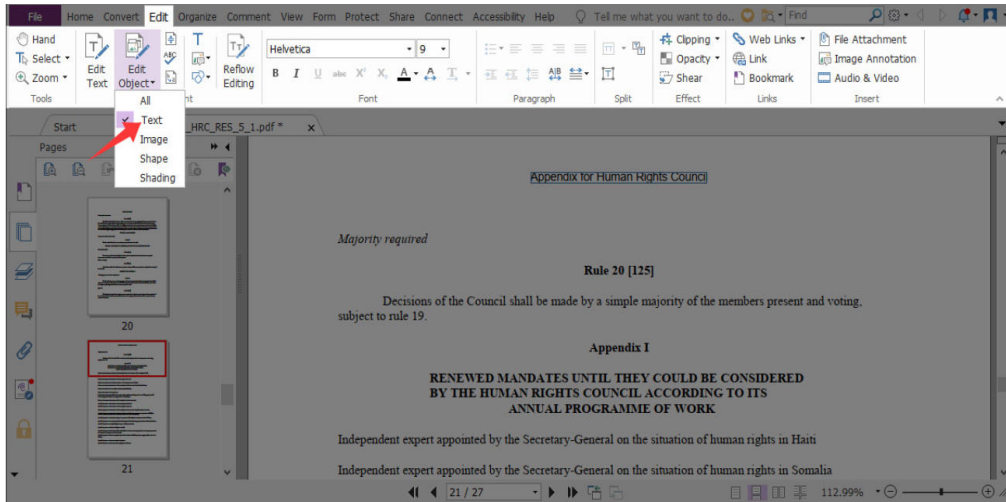 File Home Convert Edit Organize Comment View Form Protect Share Connect Accessibility Help Tell me what you want to do.. Find
Hand
Select
Zoom
Tools
Edit Text
Edit Object
Reflow Editing
Helvetica 9
B I U abc X² X₂ A A T
Font
Paragraph
Split
Clipping
Opacity
Shear
Effect
Web Links
Link
Bookmark
Links
File Attachment
Image Annotation
Audio & Video
Insert
All
Text
Image
Shape
Shading
Start
_HRC_RES_5_1.pdf *
Pages
20
21
Appendix for Human Rights Council
Majority required
Rule 20 [125]
Decisions of the Council shall be made by a simple majority of the members present and voting,
subject to rule 19.
Appendix I
RENEWED MANDATES UNTIL THEY COULD BE CONSIDERED
BY THE HUMAN RIGHTS COUNCIL ACCORDING TO ITS
ANNUAL PROGRAMME OF WORK
Independent expert appointed by the Secretary-General on the situation of human rights in Haiti
Independent expert appointed by the Secretary-General on the situation of human rights in Somalia
21 / 27
112.99%